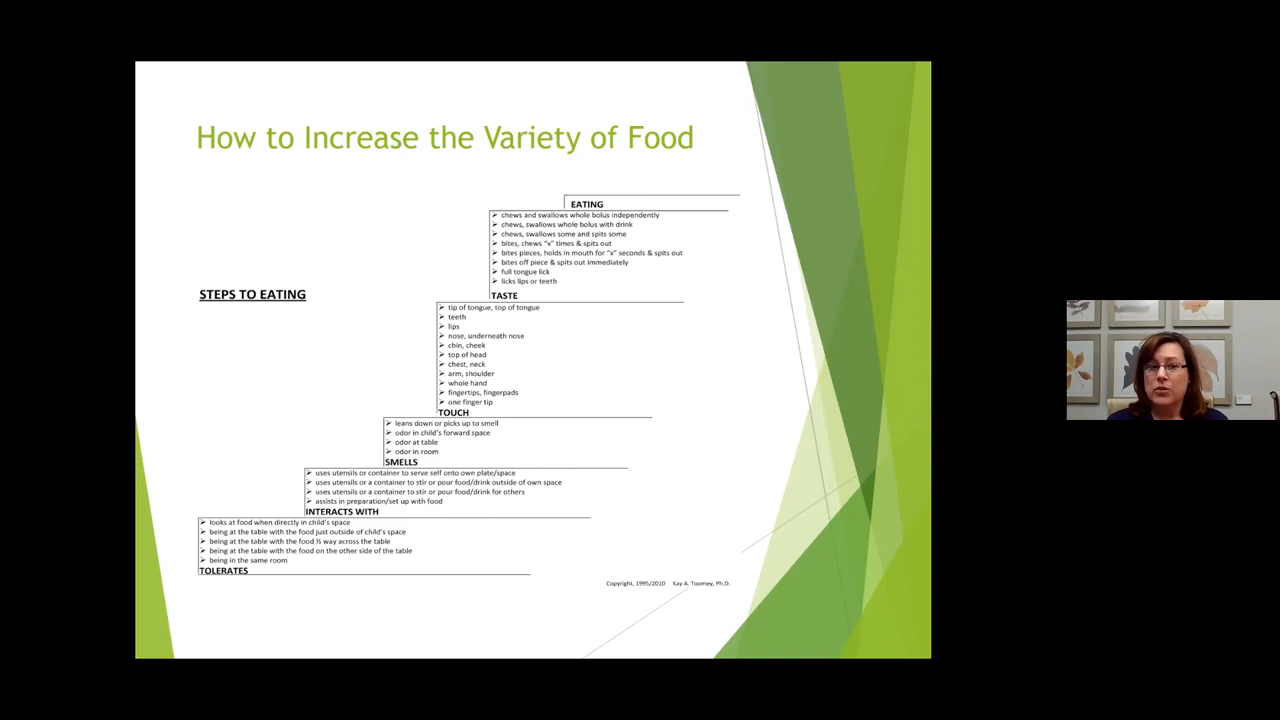 How to Increase the Variety of Food
EATING
➢ chews and swallows whole bolus independently
➢ chews, swallows whole bolus with drink
➢ chews, swallows some and spits some
➢ bites, chews "x" times & spits out
➢ bites pieces, holds in mouth for "x" seconds & spits out
➢ bites off piece & spits out immediately
➢ full tongue lick
➢ licks lips or teeth
STEPS TO EATING
TASTE
➢ tip of tongue, top of tongue
➢ teeth
➢ lips
➢ nose, underneath nose
➢ chin, cheek
➢ top of head
➢ chest, neck
➢ arm, shoulder
➢ whole hand
➢ fingertips, fingerpads
➢ one finger tip
TOUCH
➢ leans down or picks up to smell
➢ odor in child's forward space
➢ odor at table
➢ odor in room
SMELLS
➢ uses utensils or container to serve self onto own plate/space
➢ uses utensils or a container to stir or pour food/drink outside of own space
➢ uses utensils or a container to stir or pour food/drink for others
➢ assists in preparation/set up with food
INTERACTS WITH
➢ looks at food when directly in child's space
➢ being at the table with the food just outside of child's space
➢ being at the table with the food ½ way across the table
➢ being at the table with the food on the other side of the table
➢ being in the same room
TOLERATES
Copyright, 1995/2010 Kay A. Toomey, Ph.D.